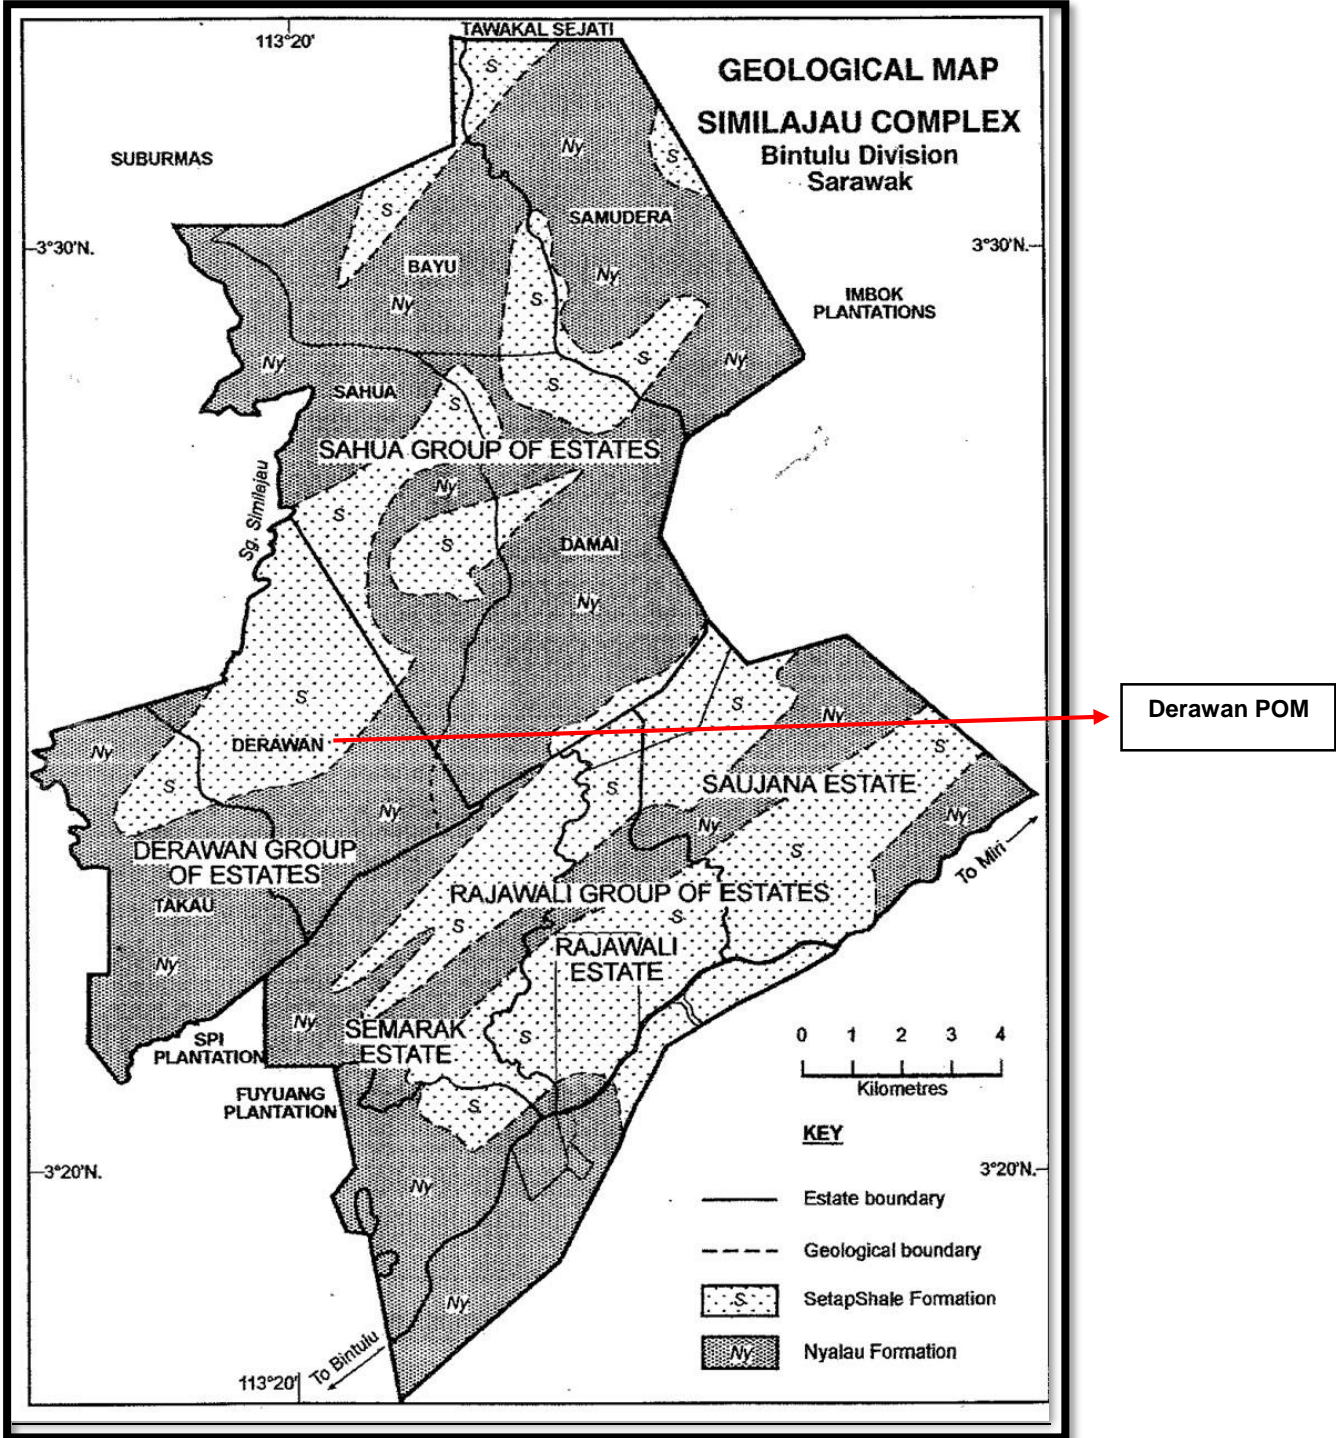 TAWAKAL SEJATI
113°20'
GEOLOGICAL MAP
SIMILAJAU COMPLEX
Bintulu Division
Sarawak
S
SUBURMAS
Ny
S
S
SAMUDERA
3°30'N.
3°30'N.
BAYU
Ny
Ny
S
IMBOK
PLANTATIONS
Ny
S
Ny
S
SAHUA
S
SAHUA GROUP OF ESTATES
Ny
Sg. Similajau
S
S
DAMAI
Ny
S
S
Ny
Derawan POM
Ny
DERAWAN
S
S
S
SAUJANA ESTATE
Ny
Ny
Ny
DERAWAN GROUP
OF ESTATES
S
To Miri
TAKAU
RAJAWALI GROUP OF ESTATES
S
S
S
RAJAWALI
ESTATE
Ny
Ny
SEMARAK
ESTATE
S
SPI
PLANTATION
0 1 2 3 4
Kilometres
FUYUANG
PLANTATION
S
KEY
3°20'N.
3°20'N.
Ny
Estate boundary
Geological boundary
S
SetapShale Formation
Ny
Ny
Nyalau Formation
To Bintulu
113°20'